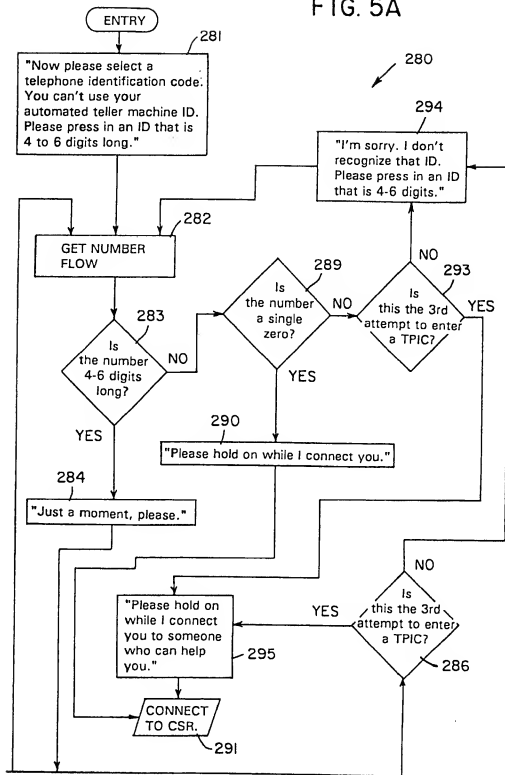 FIG. 5A
ENTRY
281
"Now please select a
telephone identification code.
You can't use your
automated teller machine ID.
Please press in an ID that is
4 to 6 digits long."
280
294
"I'm sorry. I don't
recognize that ID.
Please press in an ID
that is 4-6 digits."
282
GET NUMBER
FLOW
289
Is
the number
a single
zero?
NO
YES
NO
293
Is
this the 3rd
attempt to enter
a TPIC?
YES
283
Is
the number
4-6 digits
long?
NO
YES
290
"Please hold on while I connect you."
284
"Just a moment, please."
"Please hold on
while I connect
you to someone
who can help
you."
295
YES
NO
Is
this the 3rd
attempt to enter
a TPIC?
286
CONNECT
TO CSR.
291